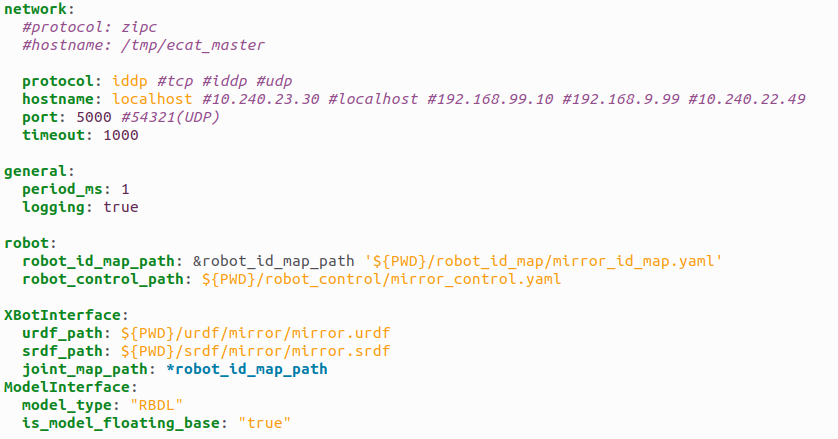 network:
  #protocol: zipc
  #hostname: /tmp/ecat_master
  protocol: iddp #tcp #iddp #udp
  hostname: localhost #10.240.23.30 #localhost #192.168.99.10 #192.168.9.99 #10.240.22.49
  port: 5000 #54321(UDP)
  timeout: 1000
general:
  period_ms: 1
  logging: true
robot:
  robot_id_map_path: &robot_id_map_path '${PWD}/robot_id_map/mirror_id_map.yaml'
  robot_control_path: ${PWD}/robot_control/mirror_control.yaml
XBotInterface:
  urdf_path: ${PWD}/urdf/mirror/mirror.urdf
  srdf_path: ${PWD}/srdf/mirror/mirror.srdf
  joint_map_path: *robot_id_map_path
ModelInterface:
  model_type: "RBDL"
  is_model_floating_base: "true"